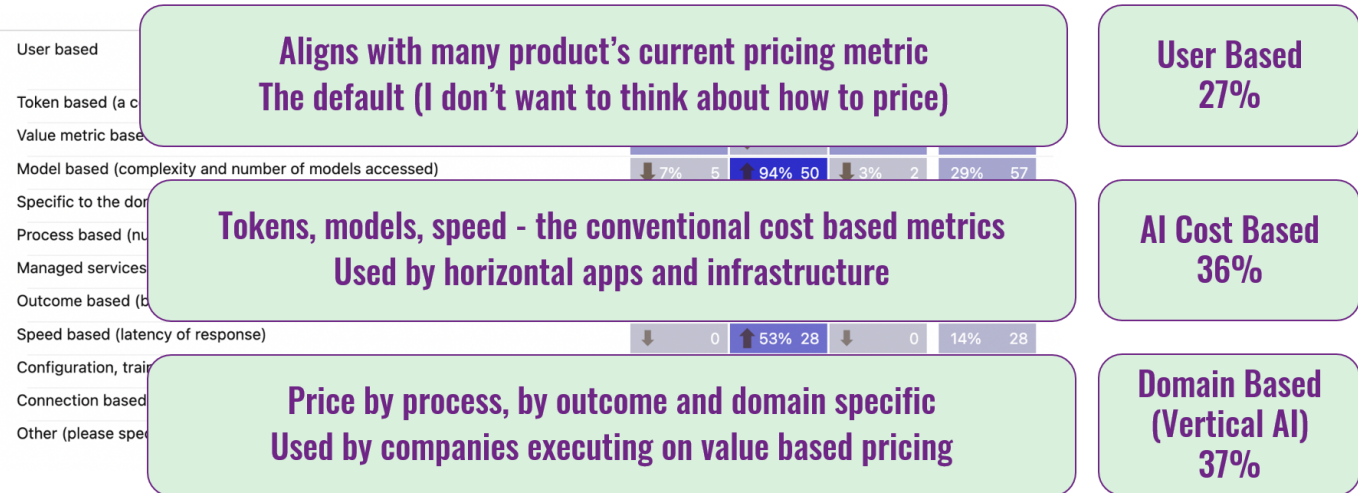 User based
Aligns with many product's current pricing metric
The default (I don't want to think about how to price)
User Based
27%
Token based (a c
Value metric base
Model based (complexity and number of models accessed)
7% 5 94% 50 3% 2 29% 57
Specific to the dor
Process based (nu
Managed services
Outcome based (b
Tokens, models, speed - the conventional cost based metrics
Used by horizontal apps and infrastructure
AI Cost Based
36%
Speed based (latency of response)
0 53% 28 0 14% 28
Configuration, train
Connection based
Other (please spec
Price by process, by outcome and domain specific
Used by companies executing on value based pricing
Domain Based
(Vertical AI)
37%